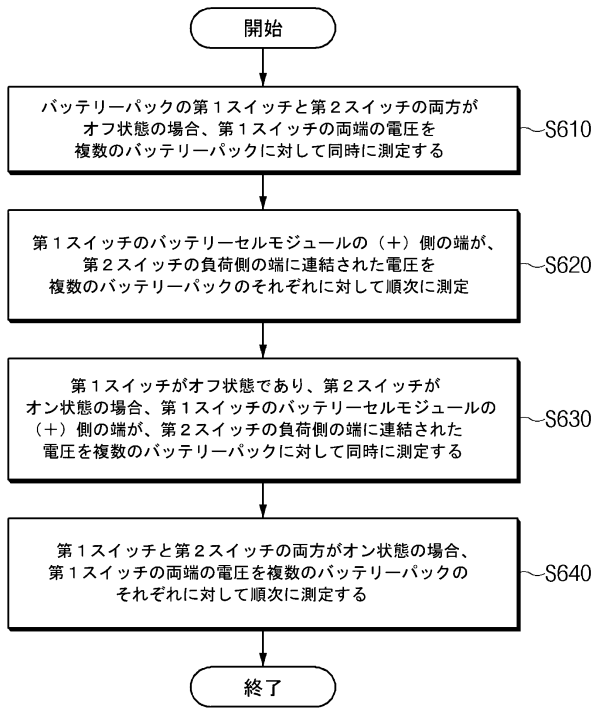 開始
バッテリーパックの第1スイッチと第2スイッチの両方が
オフ状態の場合、第1スイッチの両端の電圧を
複数のバッテリーパックに対して同時に測定する
S610
第1スイッチのバッテリーセルモジュールの(+)側の端が、
第2スイッチの負荷側の端に連結された電圧を
複数のバッテリーパックのそれぞれに対して順次に測定
S620
第1スイッチがオフ状態であり、第2スイッチが
オン状態の場合、第1スイッチのバッテリーセルモジュールの
(+)側の端が、第2スイッチの負荷側の端に連結された
電圧を複数のバッテリーパックに対して同時に測定する
S630
第1スイッチと第2スイッチの両方がオン状態の場合、
第1スイッチの両端の電圧を複数のバッテリーパックの
それぞれに対して順次に測定する
S640
終了